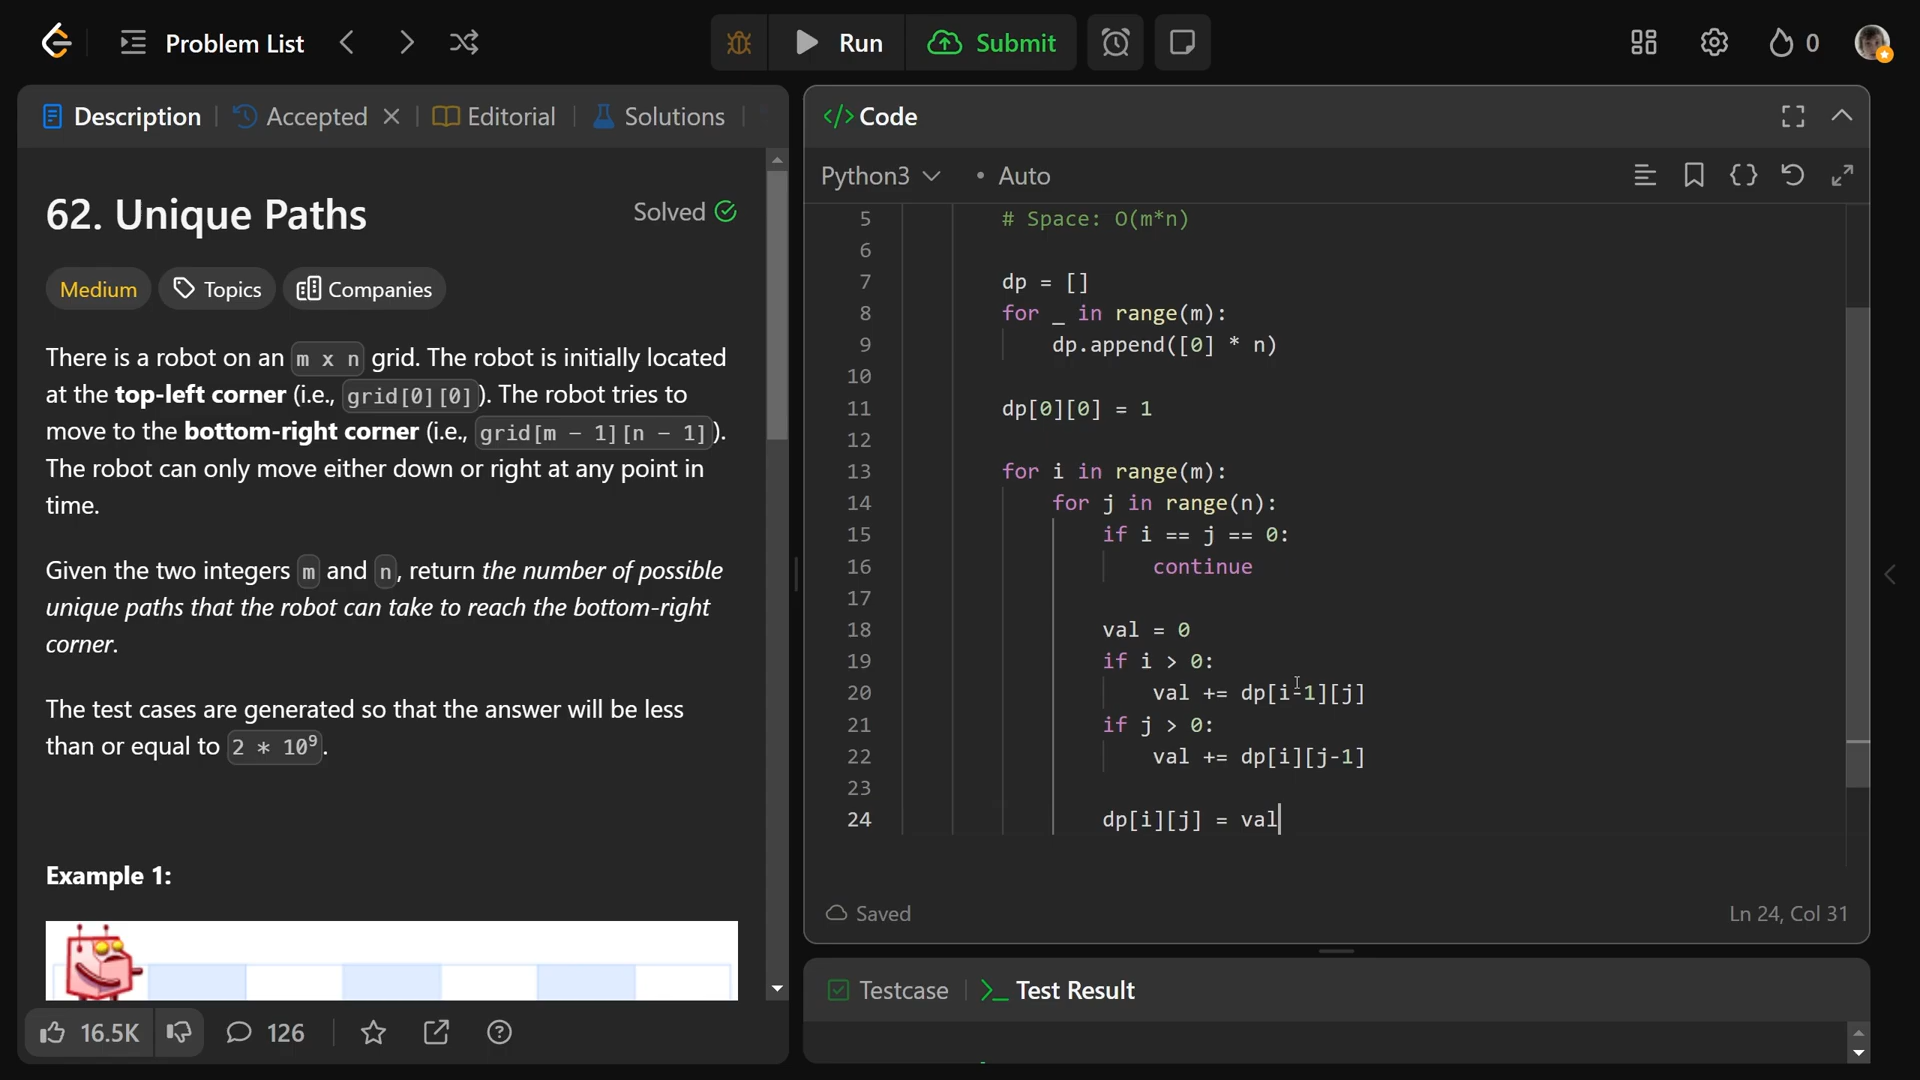 Problem List
Run
Submit
0
Description
Accepted
Editorial
Solutions
62. Unique Paths
Solved
Medium
Topics
Companies
There is a robot on an m x n grid. The robot is initially located
at the top-left corner (i.e., grid[0][0]). The robot tries to
move to the bottom-right corner (i.e., grid[m - 1][n - 1]).
The robot can only move either down or right at any point in
time.
Given the two integers m and n, return the number of possible
unique paths that the robot can take to reach the bottom-right
corner.
The test cases are generated so that the answer will be less
than or equal to 2 * 10⁹.
Example 1:
16.5K
126
</> Code
Python3
• Auto
5 # Space: O(m*n)
6
7 dp = []
8 for _ in range(m):
9 dp.append([0] * n)
10
11 dp[0][0] = 1
12
13 for i in range(m):
14 for j in range(n):
15 if i == j == 0:
16 continue
17
18 val = 0
19 if i > 0:
20 val += dp[i-1][j]
21 if j > 0:
22 val += dp[i][j-1]
23
24 dp[i][j] = val
Saved
Ln 24, Col 31
Testcase
Test Result